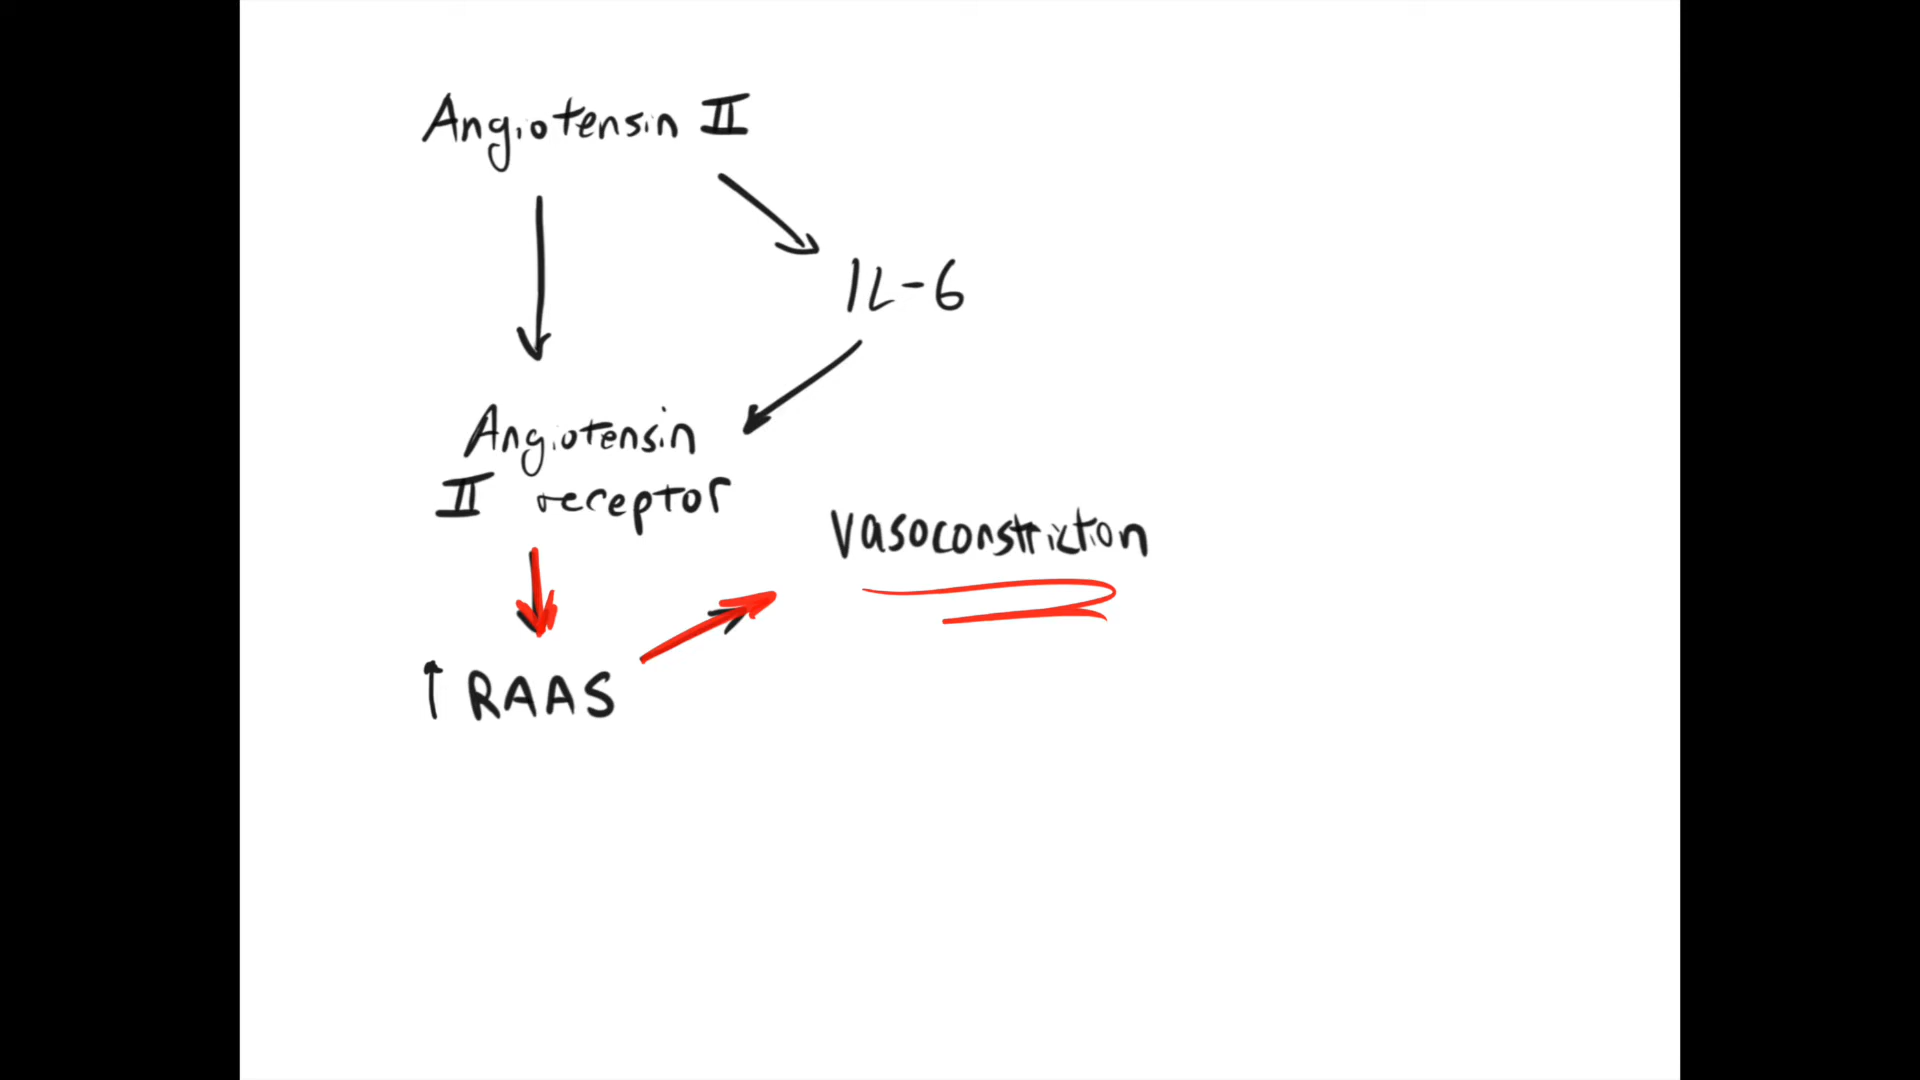 Angiotensin II
IL-6
Angiotensin
II receptor
Vasoconstriction
↑ RAAS